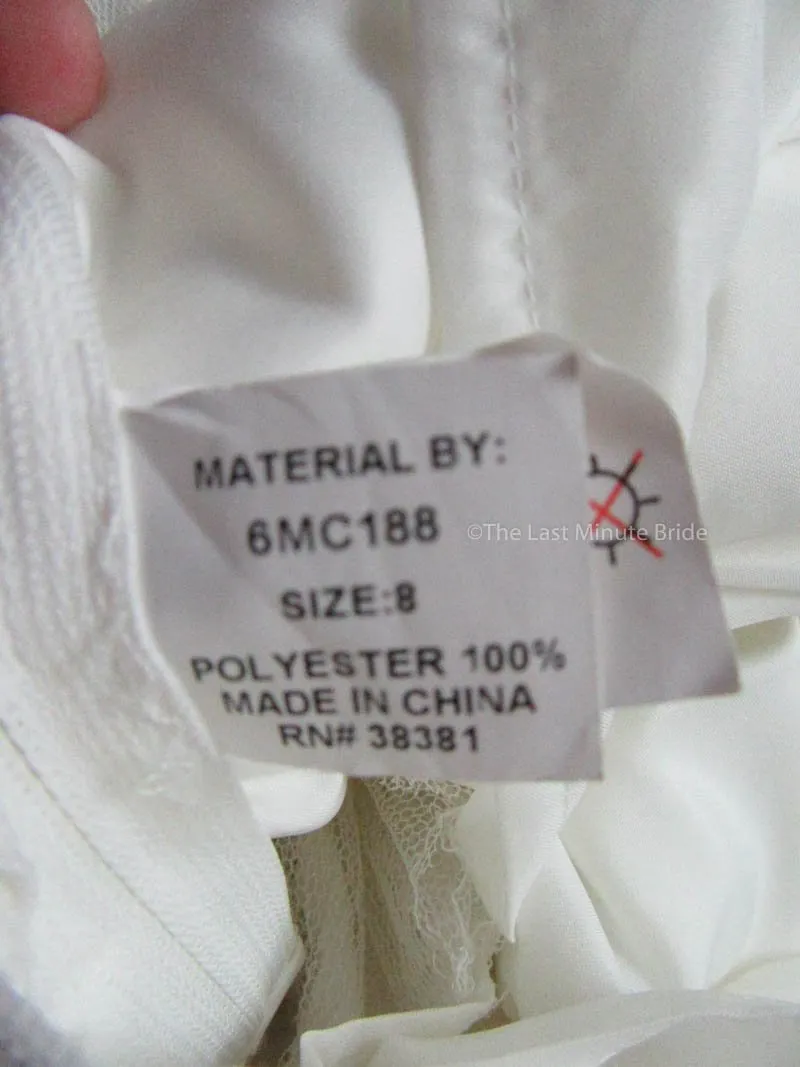 MATERIAL BY:
6MC188
©The Last Minute Bride
SIZE:8
POLYESTER 100%
MADE IN CHINA
RN# 38381